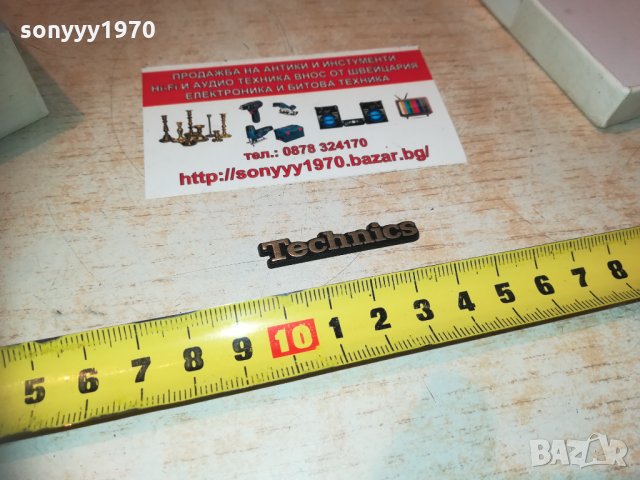 sonyyy1970
ПРОДАЖБА НА АНТИКИ И ИНСТУМЕНТИ
Hi-Fi И АУДИО ТЕХНИКА ВНОС ОТ ШВЕЙЦАРИЯ
ЕЛЕКТРОНИКА И БИТОВА ТЕХНИКА
тел.: 0878 324170
http://sonyyy1970.bazar.bg/
Technics
5 6 7 8 9 10 1 2 3 4 5 6 7 8
BAZAR
sonyyy1970